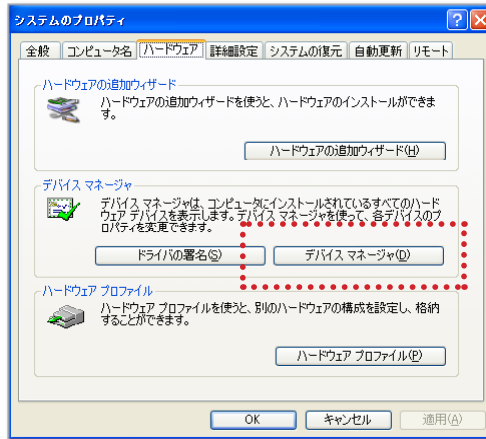 システムのプロパティ
全般 コンピュータ名 ハードウェア 詳細設定 システムの復元 自動更新 リモート
ハードウェアの追加ウィザード
ハードウェアの追加ウィザードを使うと、ハードウェアのインストールができま
す。
ハードウェアの追加ウィザード(H)
デバイス マネージャ
デバイス マネージャは、コンピュータにインストールされているすべてのハード
ウェア デバイスを表示します。デバイス マネージャを使って、各デバイスのプ
ロパティを変更できます。
ドライバの署名(S) デバイス マネージャ(D)
ハードウェア プロファイル
ハードウェア プロファイルを使うと、別のハードウェアの構成を設定し、格納
することができます。
ハードウェア プロファイル(P)
OK キャンセル 適用(A)